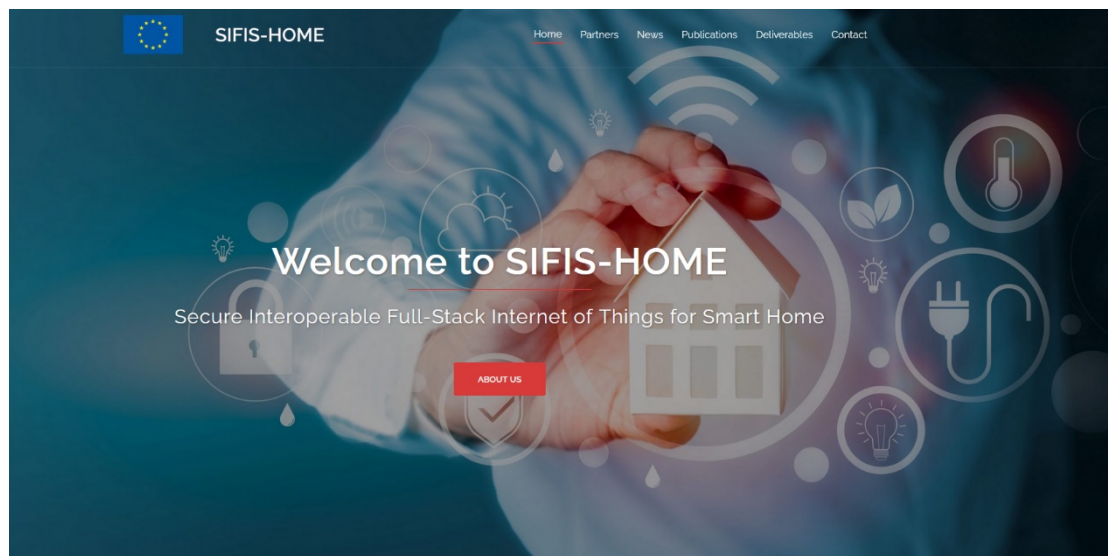 SIFIS-HOME
Home Partners News Publications Deliverables Contact
Welcome to SIFIS-HOME
Secure Interoperable Full-Stack Internet of Things for Smart Home
ABOUT US